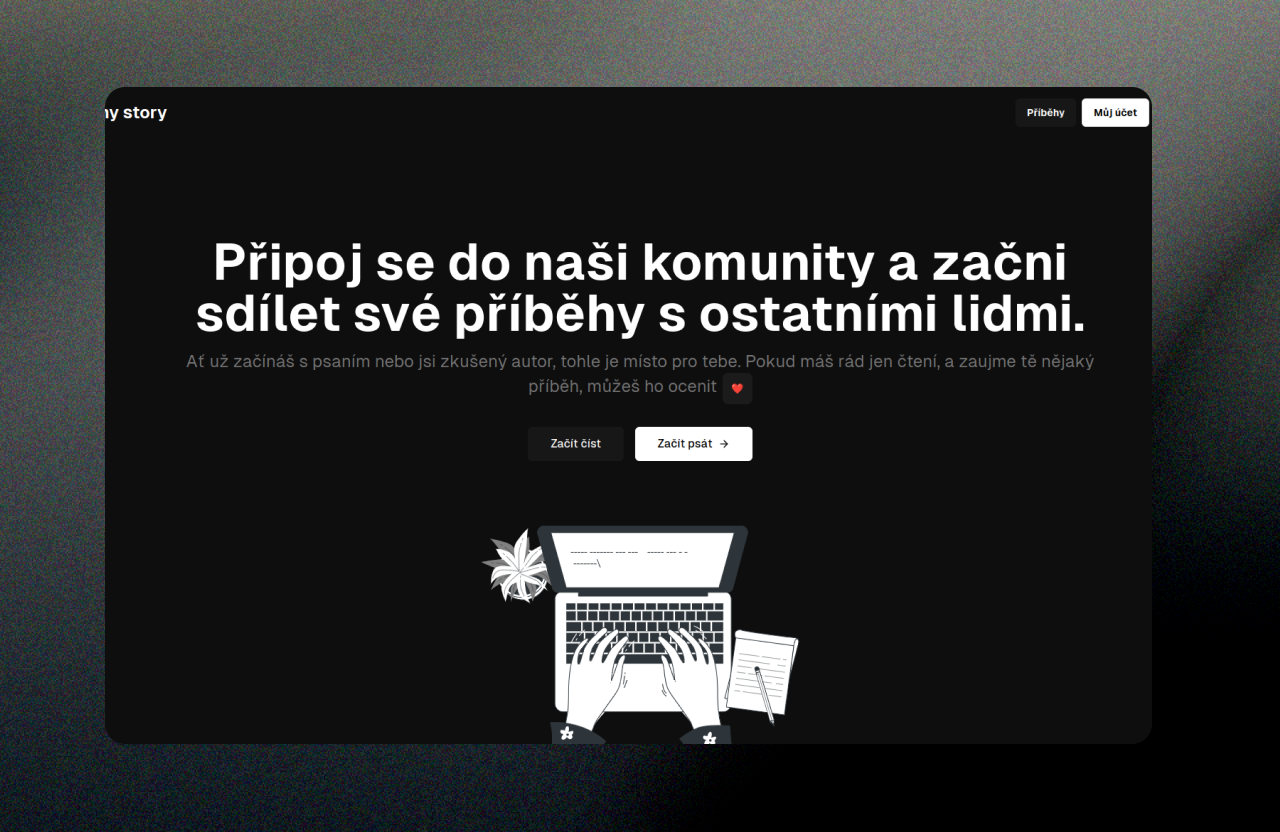 story
Příběhy
Můj účet
Připoj se do naši komunity a začni
sdílet své příběhy s ostatními lidmi.
Ať už začínáš s psaním nebo jsi zkušený autor, tohle je místo pro tebe. Pokud máš rád jen čtení, a zaujme tě nějaký
příběh, můžeš ho ocenit ❤️
Začít číst
Začít psát →